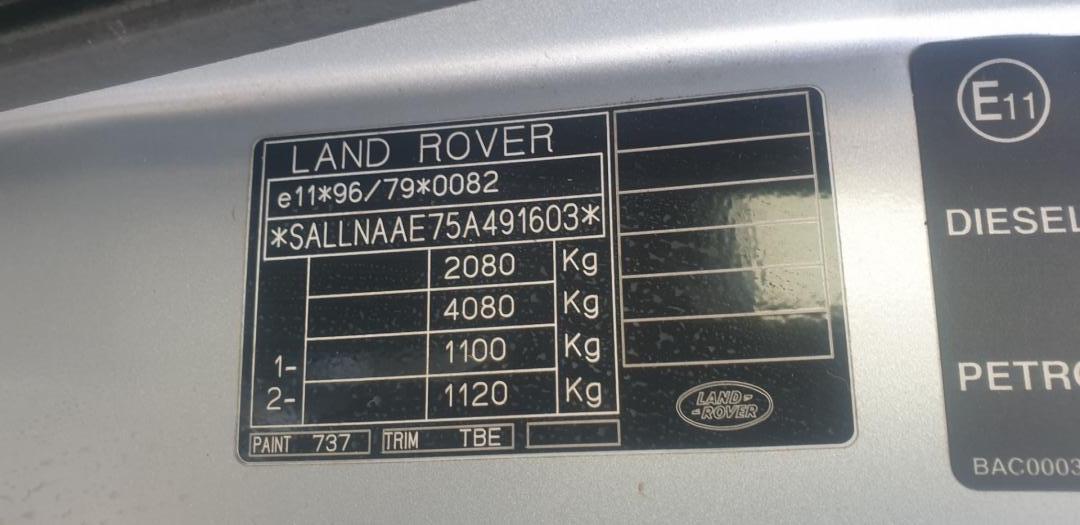 LAND ROVER
e11*96/79*0082
*SALLNAAE75A491603*
2080 Kg
4080 Kg
1- 1100 Kg
2- 1120 Kg
PAINT 737 TRIM TBE
LAND-
-ROVER
E11
DIESEL
PETRO
BAC0003